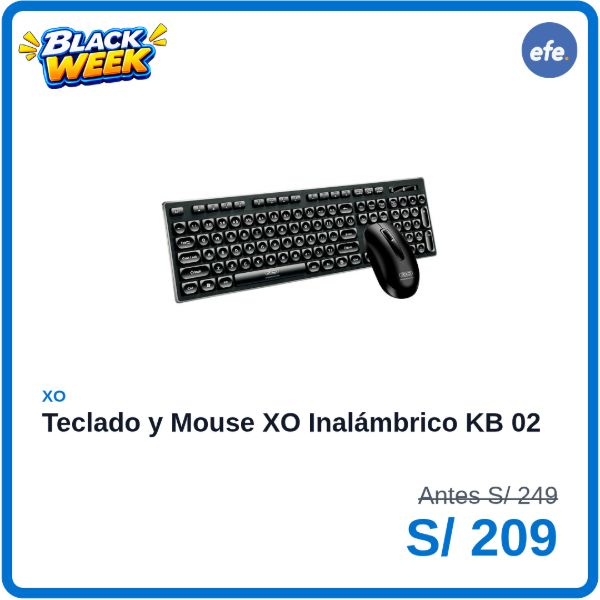 BLACK
WEEK
efe.
XO
Teclado y Mouse XO Inalámbrico KB 02
Antes S/ 249
S/ 209